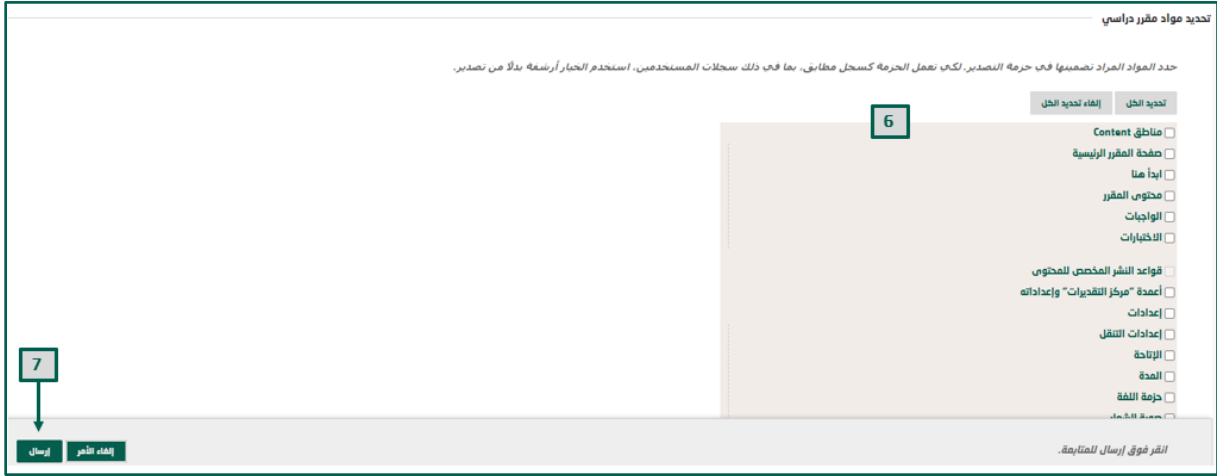 تحديد مواد مقرر دراسي
حدد المواد المراد تضمينها في حزمة التصدير. لكي تعمل الحزمة كسجل مطابق، بما في ذلك سجلات المستخدمين، استخدم الخيار أرشفة بدلًا من تصدير.
تحديد الكل إلغاء تحديد الكل
6
مناطق Content
صفحة المقرر الرئيسية
ابدأ هنا
محتوى المقرر
الواجبات
الاختبارات
قواعد النشر المخصص للمحتوى
أعمدة "مركز التقديرات" وإعداداته
إعدادات
إعدادات التنقل
الإتاحة
المدة
حزمة اللغة
7
انقر فوق إرسال للمتابعة.
إلغاء الأمر إرسال